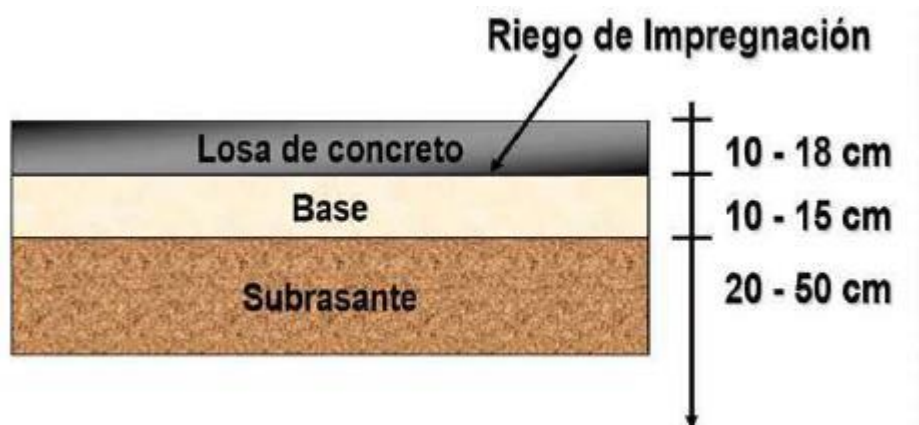 Riego de Impregnación
Losa de concreto
10 - 18 cm
Base
10 - 15 cm
Subrasante
20 - 50 cm